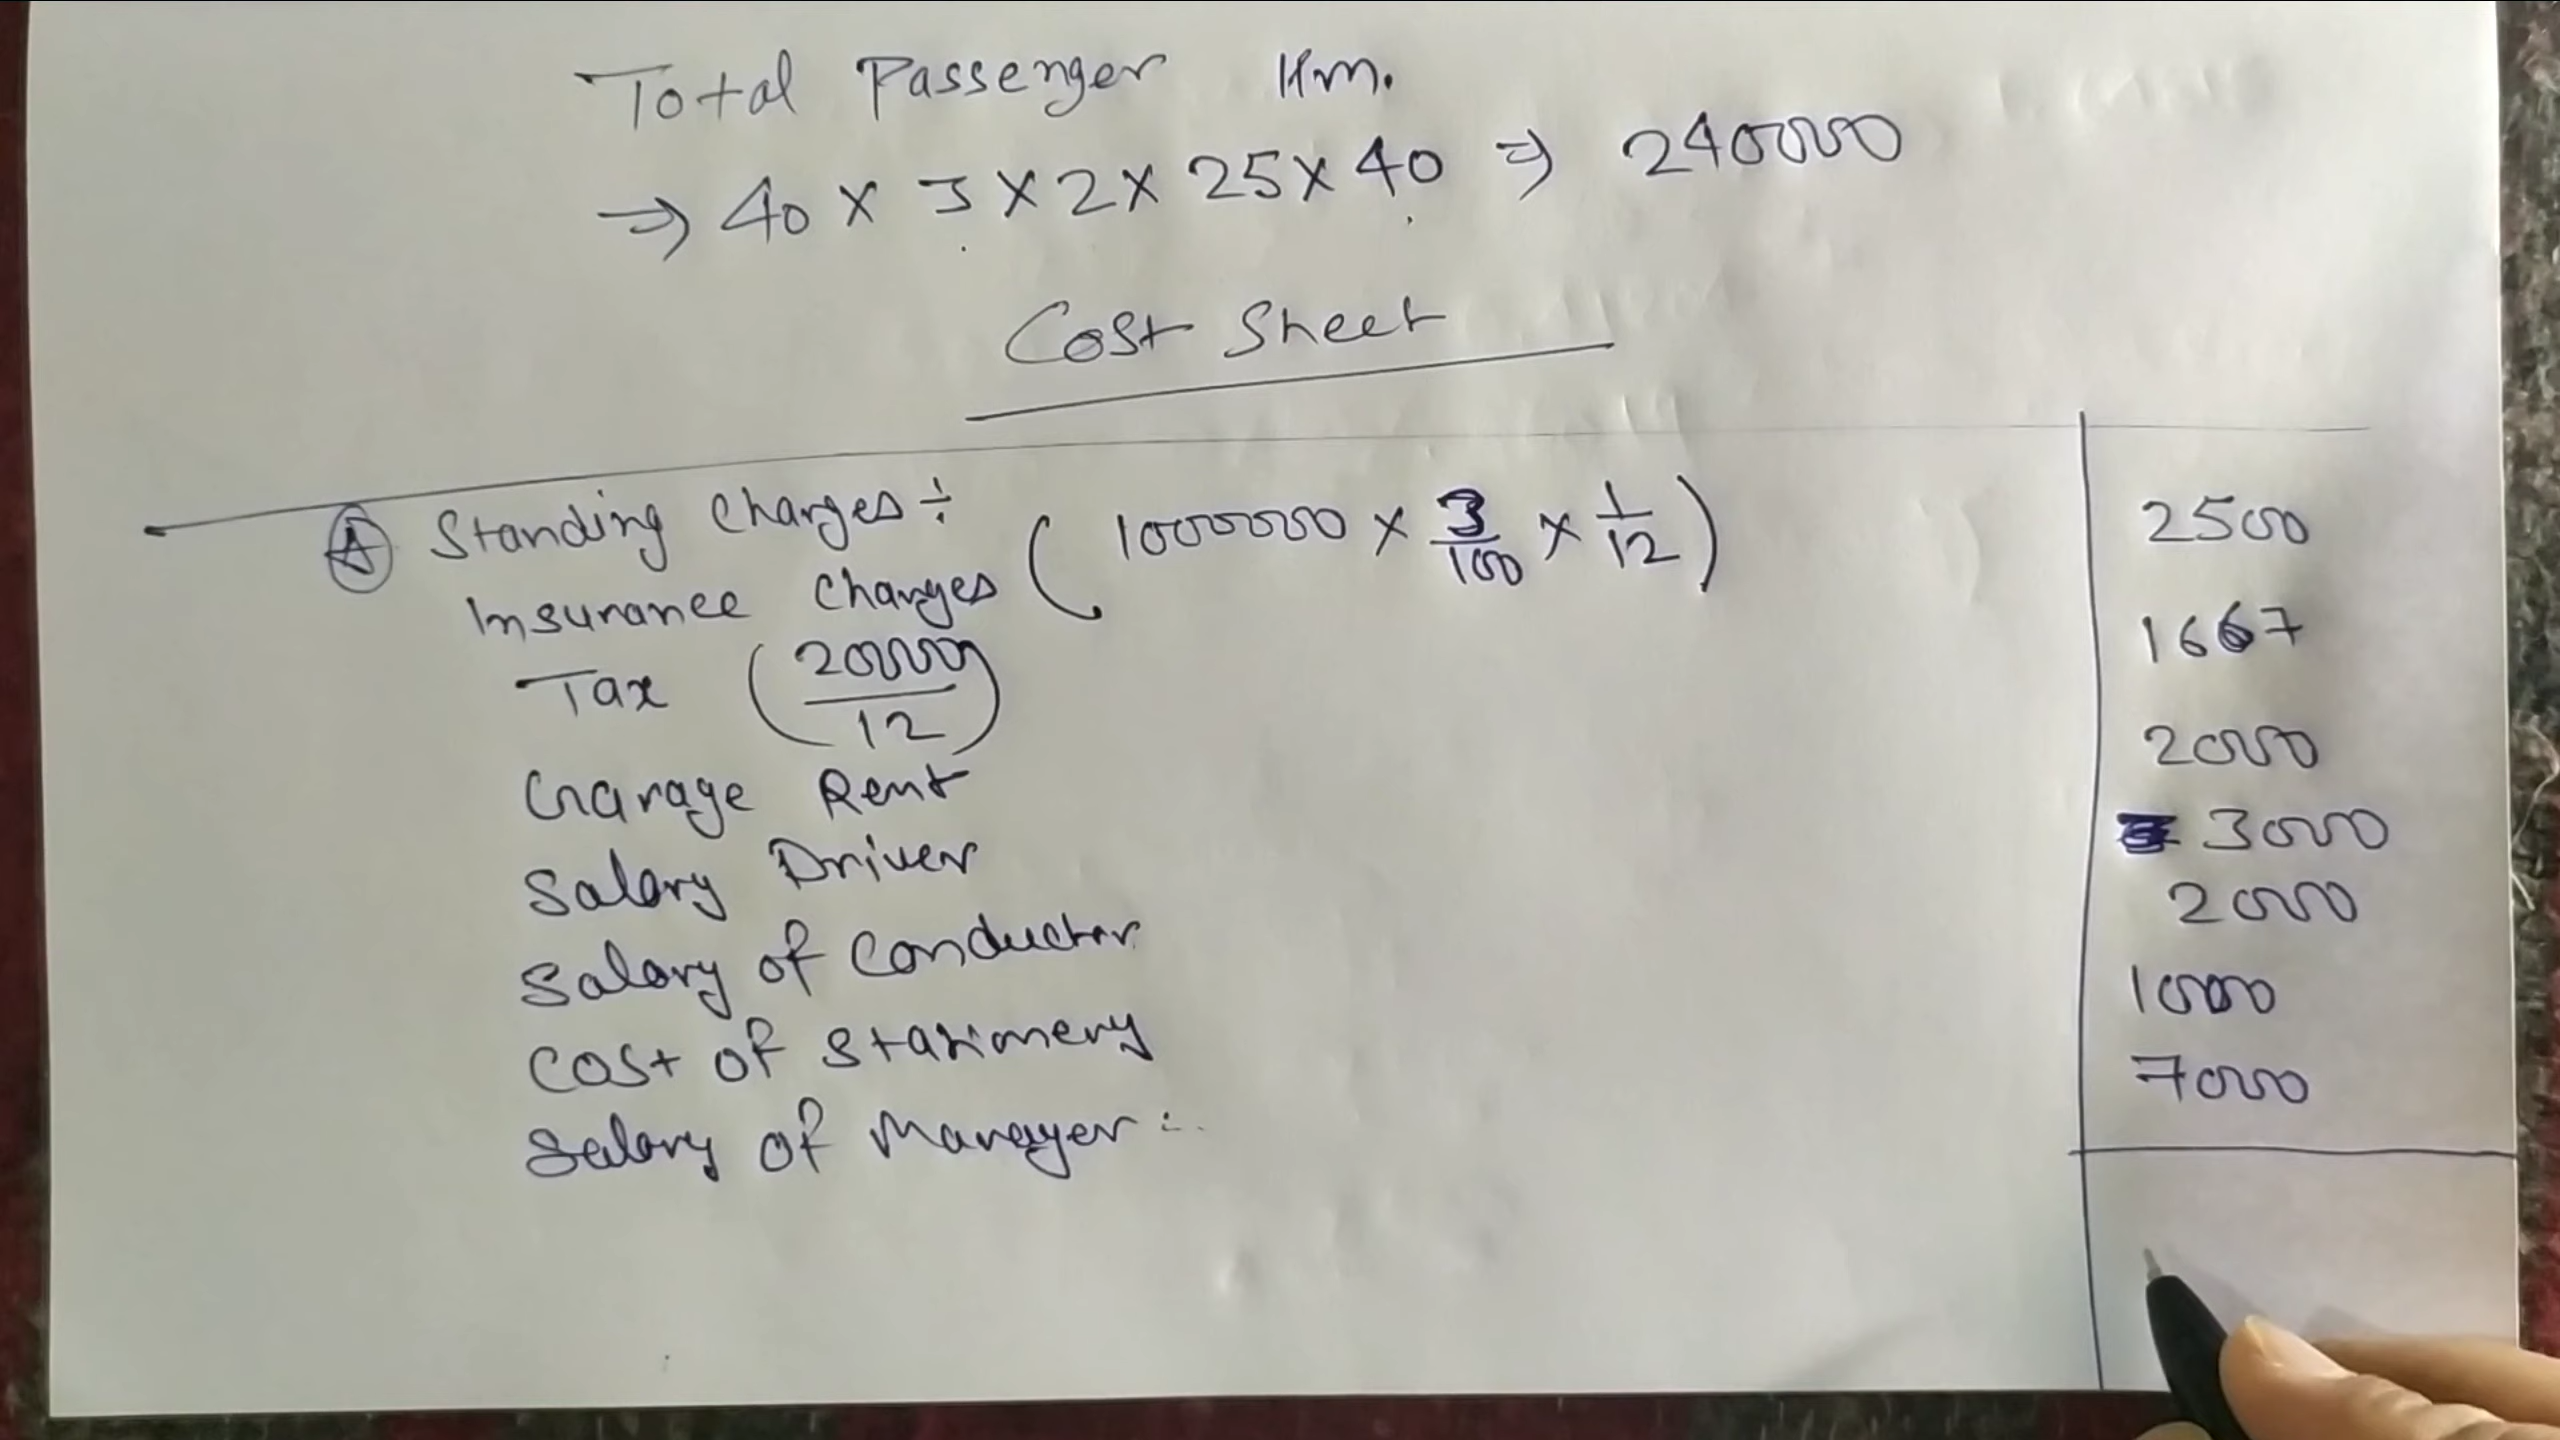 Total Passenger Km.
⇒ 40 x 3 x 2 x 25 x 40 ⇒ 240000
Cost Sheet
(A) Standing Charges ÷
Insurance Charges (1000000 x 3/100 x 1/12) 2500
Tax (20000/12) 1667
Garage Rent 2000
Salary Driver 3000
Salary of Conductor 2000
Cost of Stationery 1000
Salary of Manager :. 7000